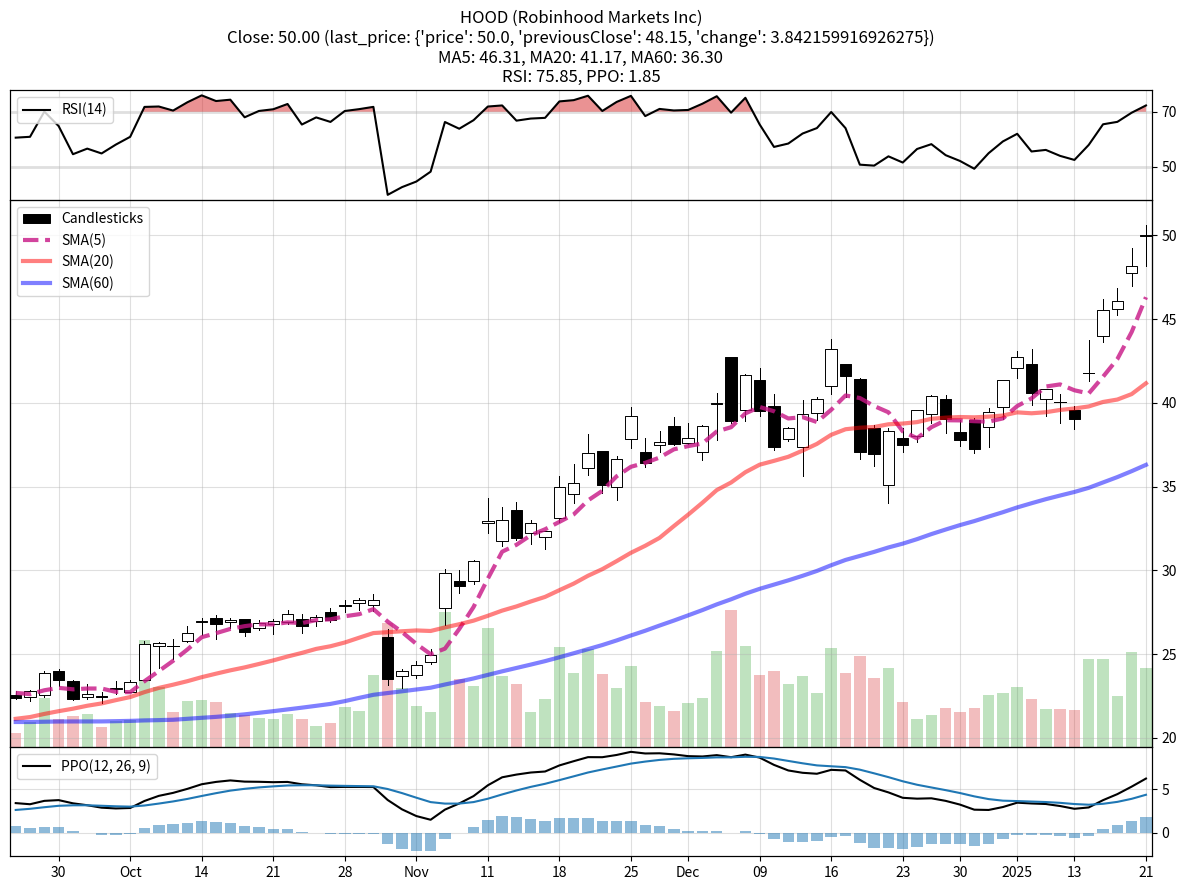 HOOD (Robinhood Markets Inc)
Close: 50.00 (last_price: {'price': 50.0, 'previousClose': 48.15, 'change': 3.842159916926275})
MA5: 46.31, MA20: 41.17, MA60: 36.30
RSI: 75.85, PPO: 1.85
RSI(14)
70
50
Candlesticks
SMA(5)
SMA(20)
SMA(60)
50
45
40
35
30
25
20
PPO(12, 26, 9)
5
0
30 Oct 14 21 28 Nov 11 18 25 Dec 09 16 23 30 2025 13 21